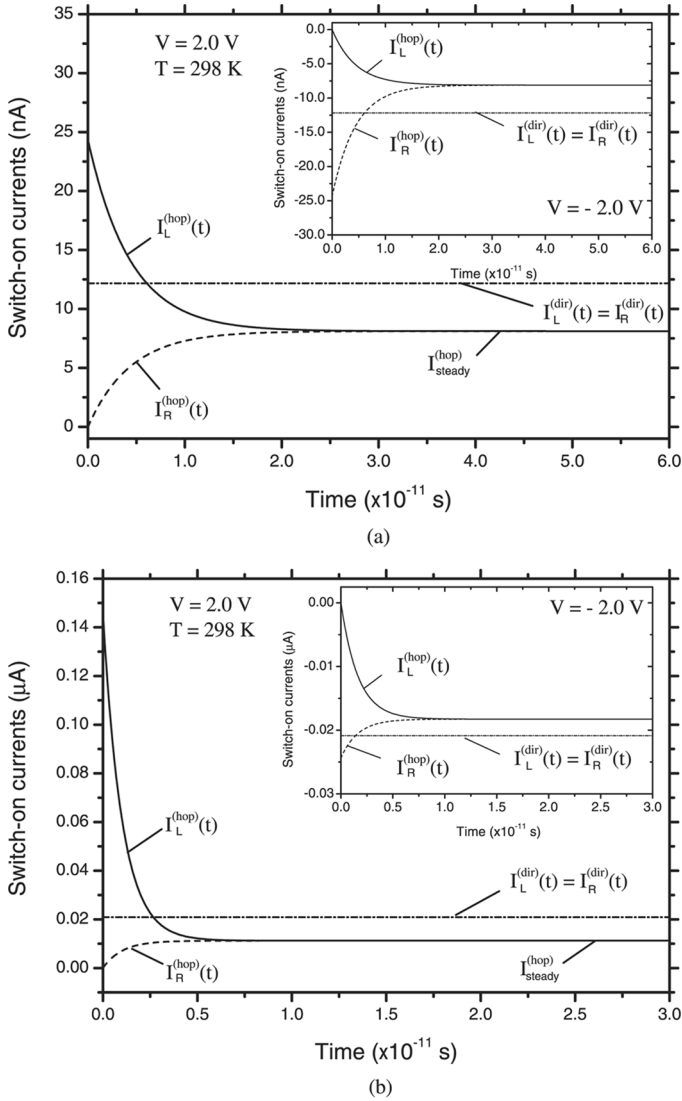 35
30
25
20
15
10
5
0
Switch-on currents (nA)
V = 2.0 V
T = 298 K
I_L^(hop)(t)
I_R^(hop)(t)
I_L^(dir)(t) = I_R^(dir)(t)
I_steady^(hop)
0.0 1.0 2.0 3.0 4.0 5.0 6.0
Time (x10^-11 s)
0.0
-5.0
-10.0
-15.0
-20.0
-25.0
-30.0
Switch-on currents (nA)
I_L^(hop)(t)
I_L^(dir)(t) = I_R^(dir)(t)
I_R^(hop)(t)
V = - 2.0 V
0.0 1.0 2.0 3.0 4.0 5.0 6.0
Time (x10^-11 s)
(a)
0.16
0.14
0.12
0.10
0.08
0.06
0.04
0.02
0.00
Switch-on currents (μA)
V = 2.0 V
T = 298 K
I_L^(hop)(t)
I_L^(dir)(t) = I_R^(dir)(t)
I_R^(hop)(t)
I_steady^(hop)
0.0 0.5 1.0 1.5 2.0 2.5 3.0
Time (x10^-11 s)
0.00
-0.01
-0.02
-0.03
Switch-on currents (μA)
V = - 2.0 V
I_L^(hop)(t)
I_L^(dir)(t) = I_R^(dir)(t)
I_R^(hop)(t)
0.0 0.5 1.0 1.5 2.0 2.5 3.0
Time (x10^-11 s)
(b)